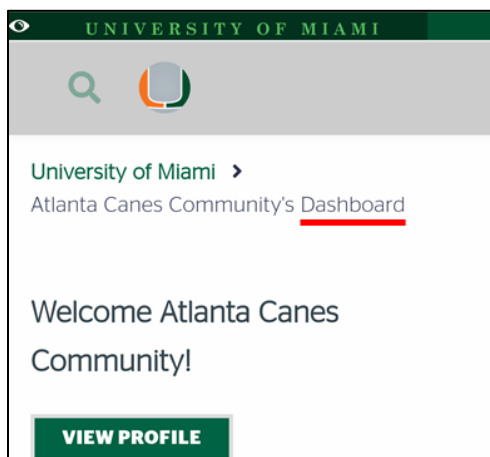 UNIVERSITY OF MIAMI
University of Miami >
Atlanta Canes Community's Dashboard
Welcome Atlanta Canes
Community!
VIEW PROFILE